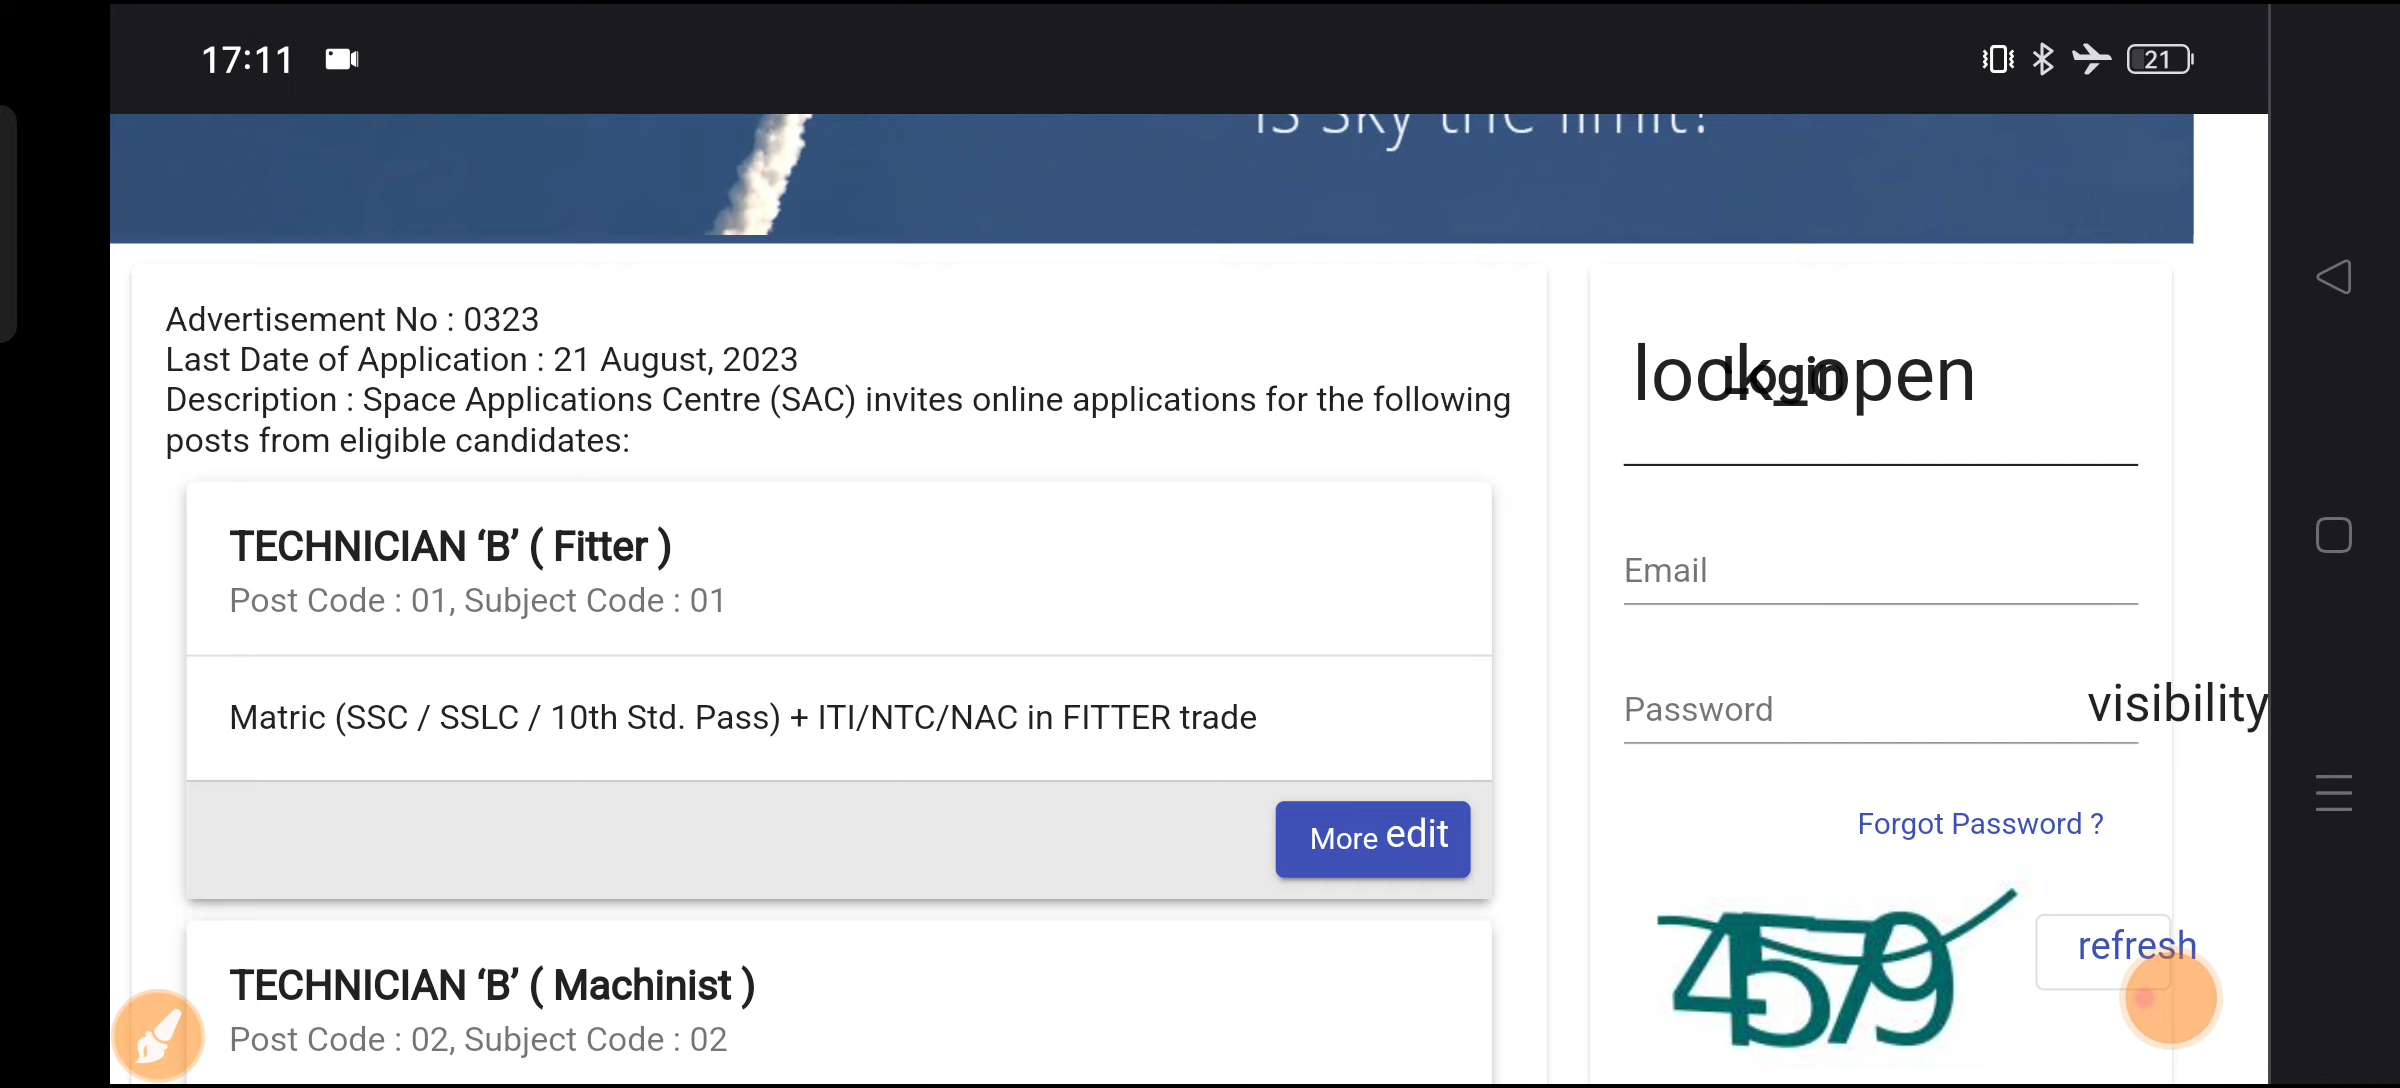 17:11
21
is sky the limit?
Advertisement No : 0323
Last Date of Application : 21 August, 2023
Description : Space Applications Centre (SAC) invites online applications for the following
posts from eligible candidates:
TECHNICIAN ‘B’ ( Fitter )
Post Code : 01, Subject Code : 01
Matric (SSC / SSLC / 10th Std. Pass) + ITI/NTC/NAC in FITTER trade
More edit
TECHNICIAN ‘B’ ( Machinist )
Post Code : 02, Subject Code : 02
lock_open
Login
Email
Password
visibility
Forgot Password ?
4579
refresh